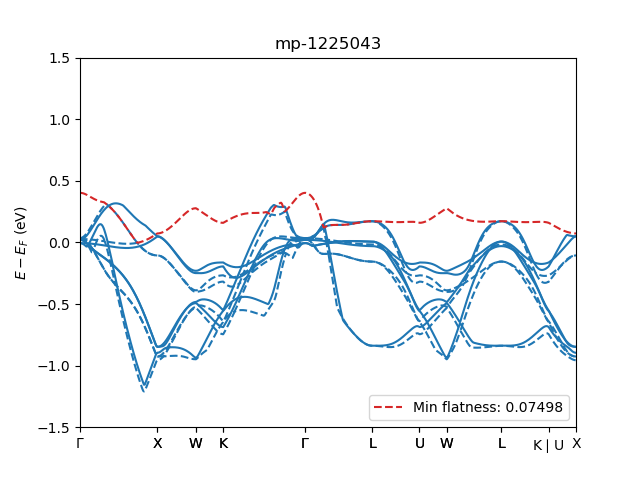 mp-1225043
E − E_F (eV)
1.5
1.0
0.5
0.0
−0.5
−1.0
−1.5
Min flatness: 0.07498
Γ X W K Γ L U W L K | U X